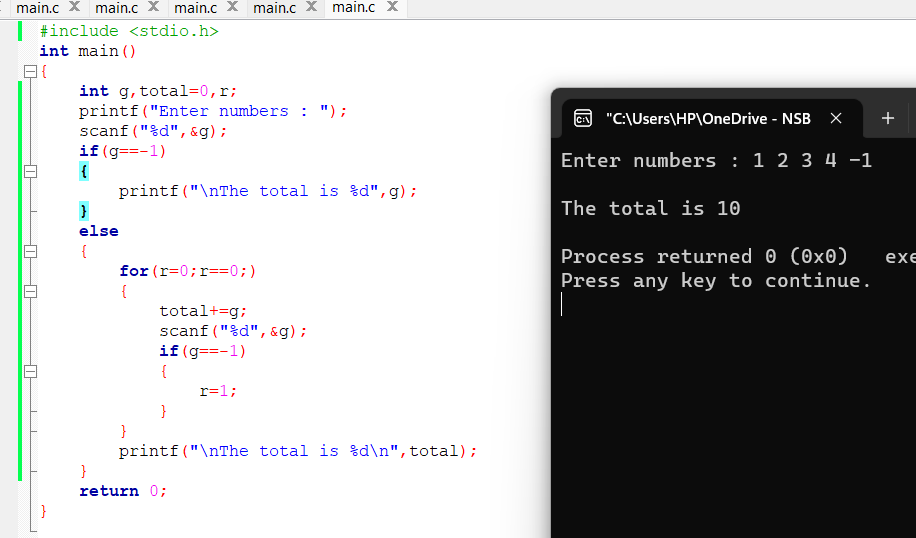 main.c main.c main.c main.c main.c
#include <stdio.h>
int main()
{
int g,total=0,r;
printf("Enter numbers : ");
scanf("%d",&g);
if(g==-1)
{
printf("\nThe total is %d",g);
}
else
{
for(r=0;r==0;)
{
total+=g;
scanf("%d",&g);
if(g==-1)
{
r=1;
}
}
printf("\nThe total is %d\n",total);
}
return 0;
}
"C:\Users\HP\OneDrive - NSB
Enter numbers : 1 2 3 4 -1
The total is 10
Process returned 0 (0x0) exe
Press any key to continue.